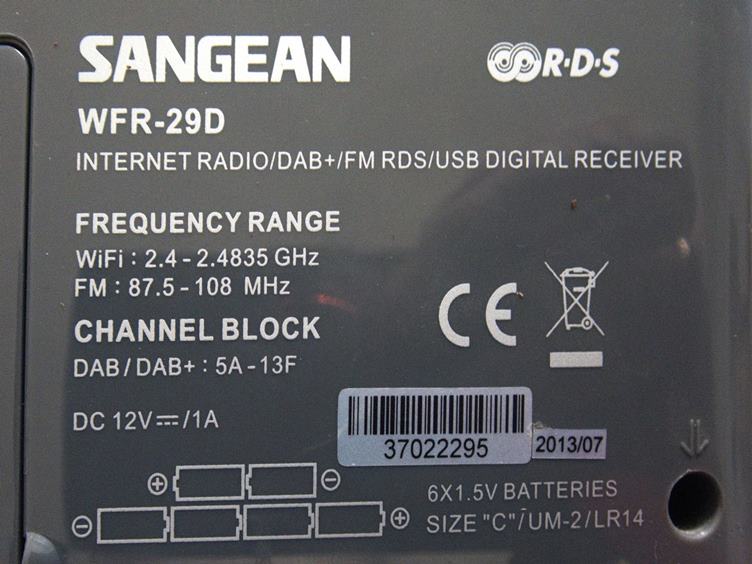 SANGEAN
R·D·S
WFR-29D
INTERNET RADIO/DAB+/FM RDS/USB DIGITAL RECEIVER
FREQUENCY RANGE
WiFi : 2.4 - 2.4835 GHz
FM : 87.5 - 108 MHz
CHANNEL BLOCK
DAB / DAB+ : 5A -13F
CE
DC 12V⎓/1A
37022295
2013/07
6X1.5V BATTERIES
SIZE "C"/UM-2/LR14